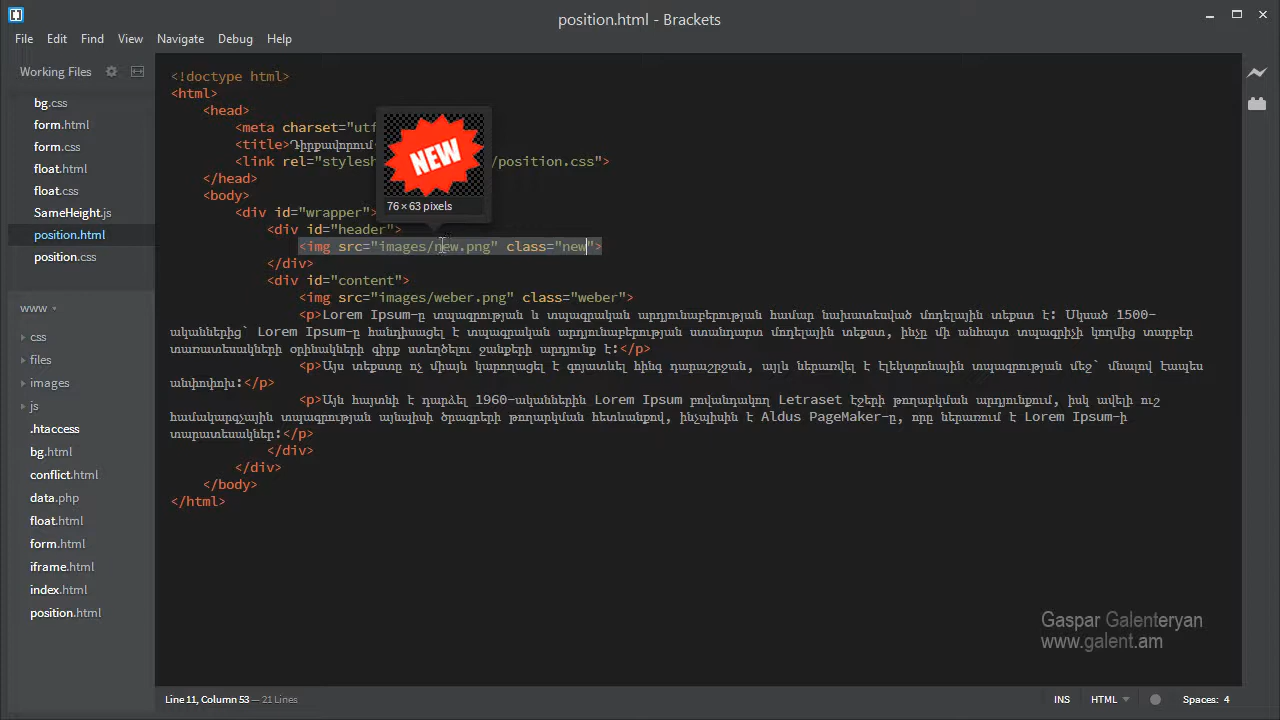 position.html - Brackets
File Edit Find View Navigate Debug Help
Working Files
bg.css
form.html
form.css
float.html
float.css
SameHeight.js
position.html
position.css
www
css
files
images
js
.htaccess
bg.html
conflict.html
data.php
float.html
form.html
iframe.html
index.html
position.html
<!doctype html>
<html>
<head>
<meta charset="utf
<title>Դիրքավորում
<link rel="stylesh /position.css">
</head>
<body>
<div id="wrapper">
<div id="header">
<img src="images/new.png" class="new">
</div>
<div id="content">
<img src="images/weber.png" class="weber">
<p>Lorem Ipsum-ը տպագրության և տպագրական արդյունաբերության համար նախատեսված մոդելային տեքստ է: Սկսած 1500-
ականներից` Lorem Ipsum-ը հանդիսացել է տպագրական արդյունաբերության ստանդարտ մոդելային տեքստ, ինչը մի անհայտ տպագրիչի կողմից տարբեր
տառատեսակների օրինակների գիրք ստեղծելու ջանքերի արդյունք է:</p>
<p>Այս տեքստը ոչ միայն կարողացել է գոյատևել հինգ դարաշրջան, այլև ներառվել է էլեկտրոնային տպագրության մեջ` մնալով էապես
անփոփոխ:</p>
<p>Այն հայտնի է դարձել 1960-ականներին Lorem Ipsum բովանդակող Letraset էջերի թողարկման արդյունքում, իսկ ավելի ուշ
համակարգչային տպագրության այնպիսի ծրագրերի թողարկման հետևանքով, ինչպիսին է Aldus PageMaker-ը, որը ներառում է Lorem Ipsum-ի
տարատեսակներ:</p>
</div>
</div>
</body>
</html>
NEW
76 × 63 pixels
Gaspar Galenteryan
www.galent.am
Line 11, Column 53 — 21 Lines
INS HTML Spaces: 4